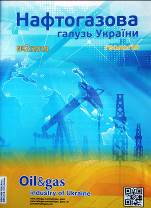 Нафтогазова
галузь України
Oil&gas
industry of Ukraine